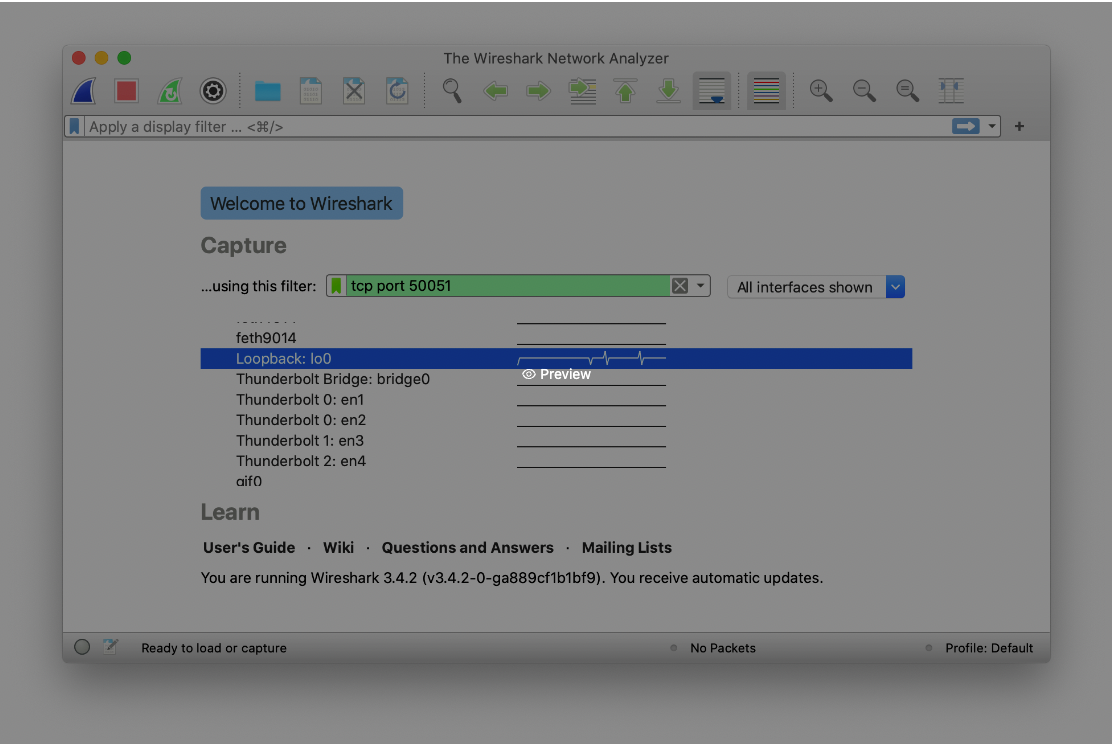 The Wireshark Network Analyzer
Apply a display filter ... <⌘/>
+
Welcome to Wireshark
Capture
...using this filter: tcp port 50051 All interfaces shown
feth9014
Loopback: lo0
Preview
Thunderbolt Bridge: bridge0
Thunderbolt 0: en1
Thunderbolt 0: en2
Thunderbolt 1: en3
Thunderbolt 2: en4
gif0
Learn
User's Guide · Wiki · Questions and Answers · Mailing Lists
You are running Wireshark 3.4.2 (v3.4.2-0-ga889cf1b1bf9). You receive automatic updates.
Ready to load or capture No Packets Profile: Default